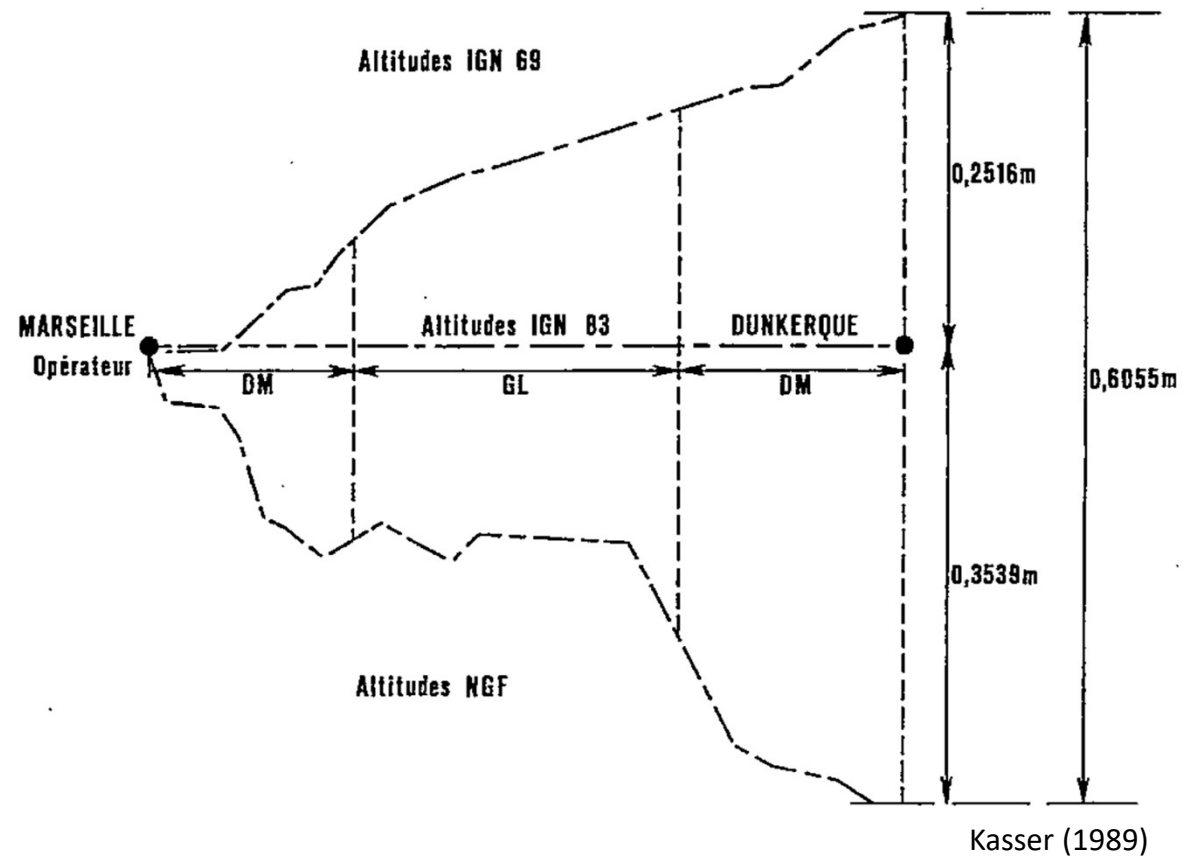 Altitudes IGN 69
0,2516m
MARSEILLE
Opérateur
Altitudes IGN 83
DUNKERQUE
DM
GL
DM
0,6055m
0,3539m
Altitudes NGF
Kasser (1989)